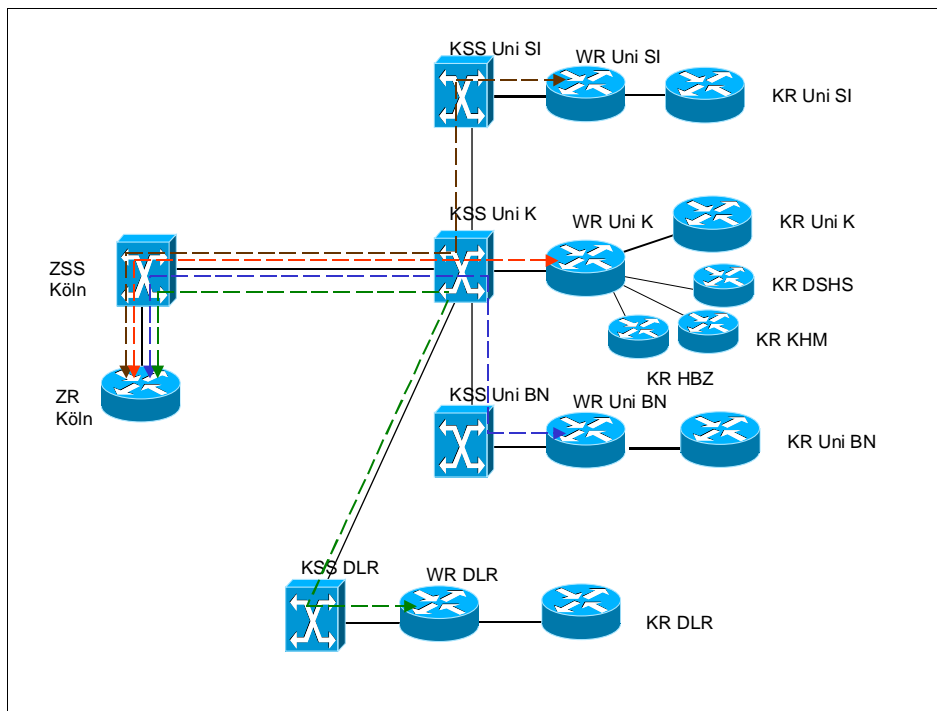 KSS Uni SI
WR Uni SI
KR Uni SI
KSS Uni K
WR Uni K
KR Uni K
ZSS
Köln
KR DSHS
KR KHM
KR HBZ
ZR
Köln
KSS Uni BN
WR Uni BN
KR Uni BN
KSS DLR
WR DLR
KR DLR